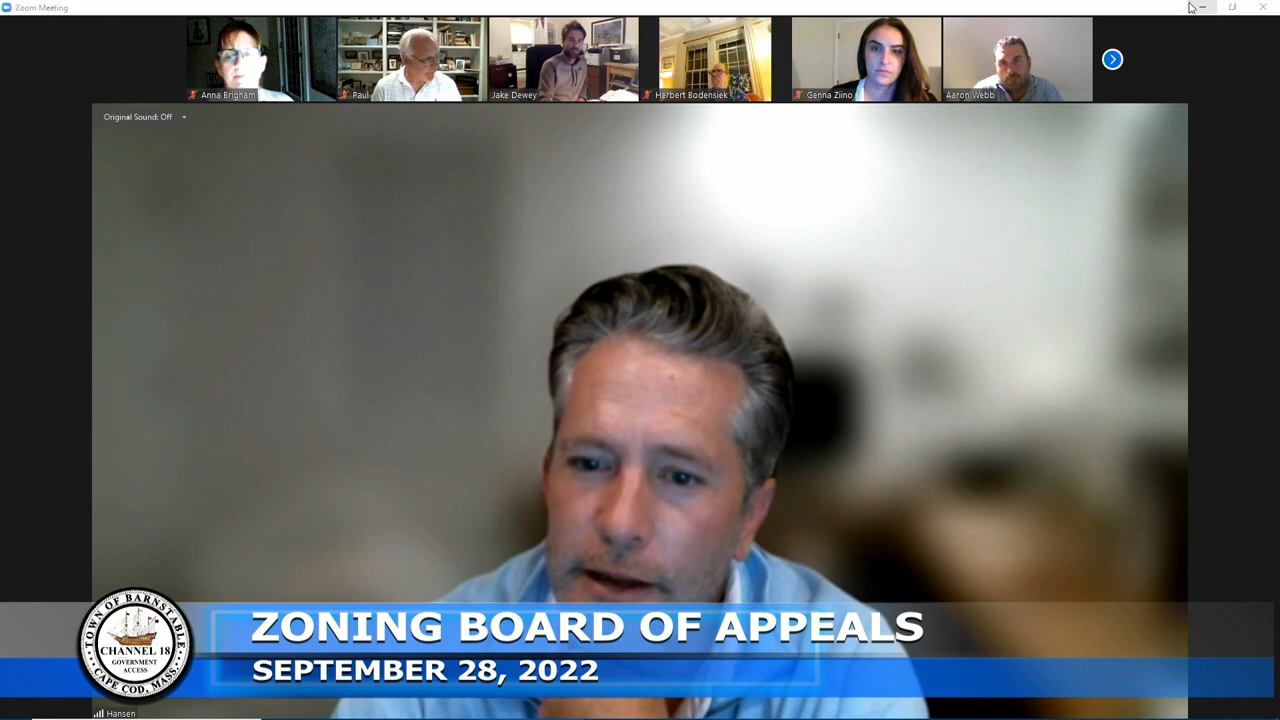 Zoom Meeting
Anna Brigham
Paul
Jake Dewey
Herbert Bodensiek
Genna Ziino
Aaron Webb
Original Sound: Off
ZONING BOARD OF APPEALS
SEPTEMBER 28, 2022
TOWN OF BARNSTABLE
CHANNEL 18
GOVERNMENT
ACCESS
CAPE COD, MASS.
Hansen